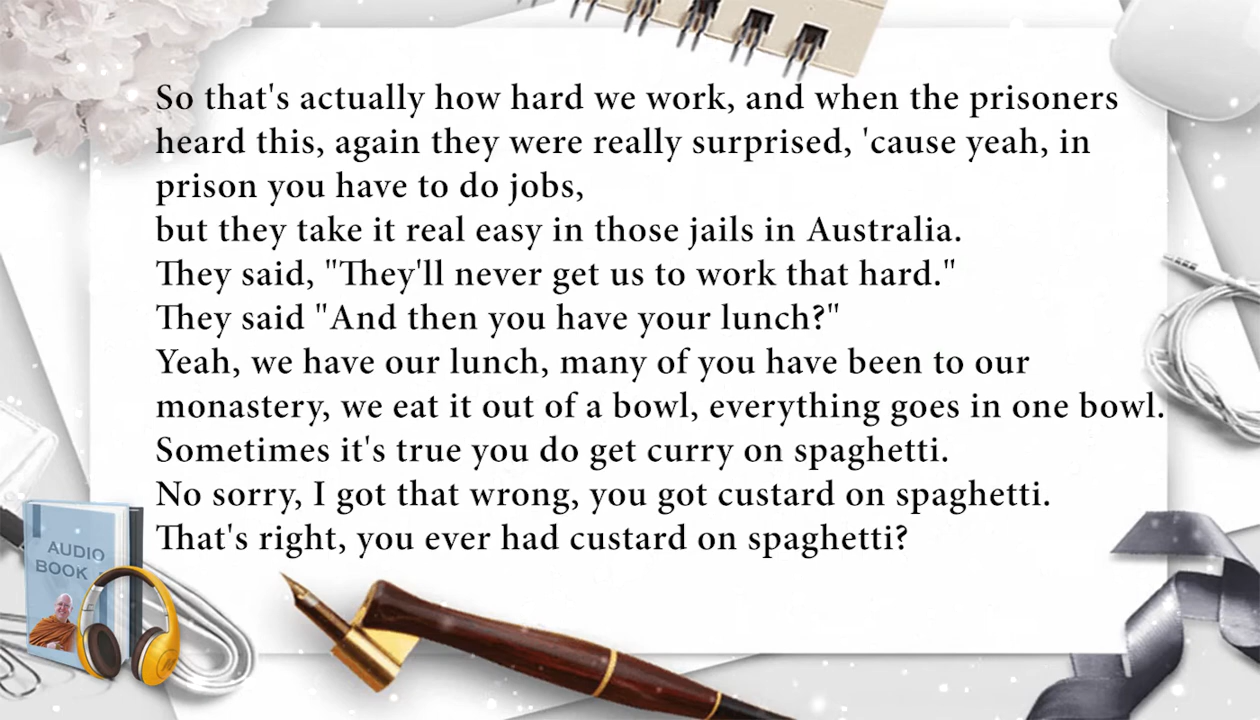 So that's actually how hard we work, and when the prisoners
heard this, again they were really surprised, 'cause yeah, in
prison you have to do jobs,
but they take it real easy in those jails in Australia.
They said, "They'll never get us to work that hard."
They said "And then you have your lunch?"
Yeah, we have our lunch, many of you have been to our
monastery, we eat it out of a bowl, everything goes in one bowl.
Sometimes it's true you do get curry on spaghetti.
No sorry, I got that wrong, you got custard on spaghetti.
That's right, you ever had custard on spaghetti?
AUDIO
BOOK